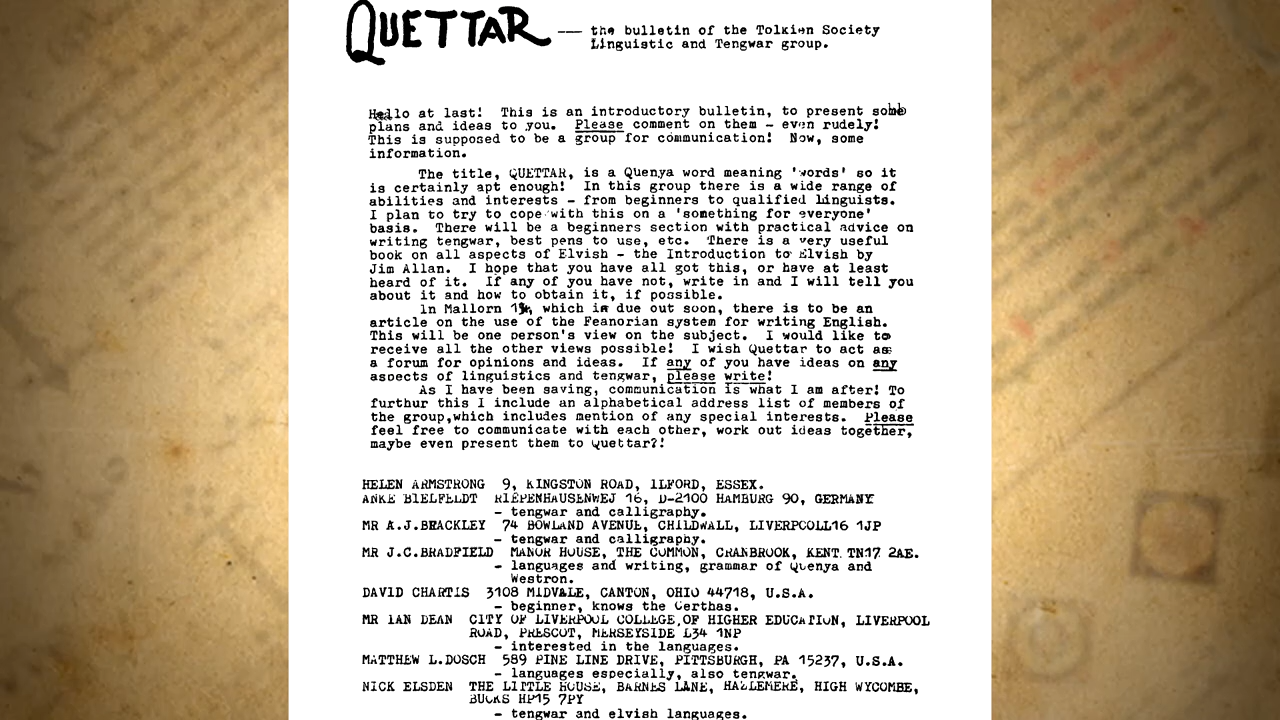 QUETTAR — the bulletin of the Tolkien Society
Linguistic and Tengwar group.
Hello at last! This is an introductory bulletin, to present some
plans and ideas to you. Please comment on them - even rudely!
This is supposed to be a group for communication! Now, some
information.
The title, QUETTAR, is a Quenya word meaning 'words' so it
is certainly apt enough! In this group there is a wide range of
abilities and interests - from beginners to qualified linguists.
I plan to try to cope with this on a 'something for everyone'
basis. There will be a beginners section with practical advice on
writing tengwar, best pens to use, etc. There is a very useful
book on all aspects of Elvish - the Introduction to Elvish by
Jim Allan. I hope that you have all got this, or have at least
heard of it. If any of you have not, write in and I will tell you
about it and how to obtain it, if possible.
In Mallorn 14, which is due out soon, there is to be an
article on the use of the Feanorian system for writing English.
This will be one person's view on the subject. I would like to
receive all the other views possible! I wish Quettar to act as
a forum for opinions and ideas. If any of you have ideas on any
aspects of linguistics and tengwar, please write!
As I have been saving, communication is what I am after! To
furthur this I include an alphabetical address list of members of
the group,which includes mention of any special interests. Please
feel free to communicate with each other, work out ideas together,
maybe even present them to Quettar?!
HELEN ARMSTRONG 9, KINGSTON ROAD, ILFORD, ESSEX.
ANKE BIELFELDT RIEPENHAUSENWEJ 16, D-2100 HAMBURG 90, GERMANY
- tengwar and calligraphy.
MR A.J.BRACKLEY 74 BOWLAND AVENUE, CHILDWALL, LIVERPOOL16 1JP
- tengwar and calligraphy.
MR J.C.BRADFIELD MANOR HOUSE, THE COMMON, CRANBROOK, KENT. TN17 2AE.
- languages and writing, grammar of Quenya and
Westron.
DAVID CHARTIS 3108 MIDVALE, CANTON, OHIO 44718, U.S.A.
- beginner, knows the Certhas.
MR IAN DEAN CITY OF LIVERPOOL COLLEGE,OF HIGHER EDUCATION, LIVERPOOL
ROAD, PRESCOT, MERSEYSIDE L34 1NP
- interested in the languages.
MATTHEW L.DOSCH 589 PINE LINE DRIVE, PITTSBURGH, PA 15237, U.S.A.
- languages especially, also tengwar.
NICK ELSDEN THE LITTLE HOUSE, BARNES LANE, HAZLEMERE, HIGH WYCOMBE,
BUCKS HP15 7PY
- tengwar and elvish languages.